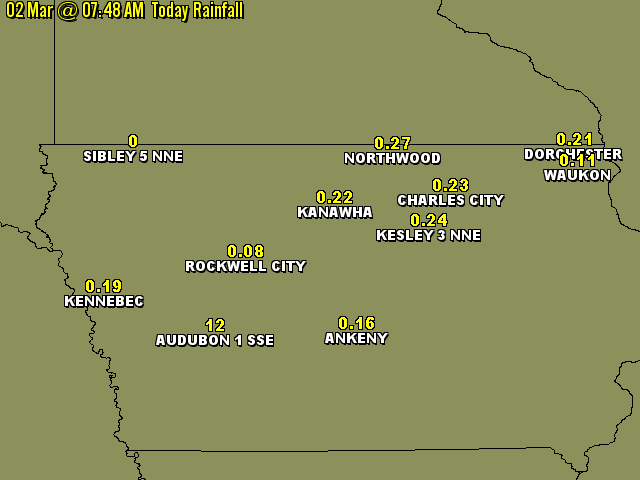 02 Mar @ 07:48 AM Today Rainfall
0
SIBLEY 5 NNE
0.27
NORTHWOOD
0.21
DORCHESTER
0.11
WAUKON
0.23
CHARLES CITY
0.22
KANAWHA
0.24
KESLEY 3 NNE
0.08
ROCKWELL CITY
0.19
KENNEBEC
12
AUDUBON 1 SSE
0.16
ANKENY